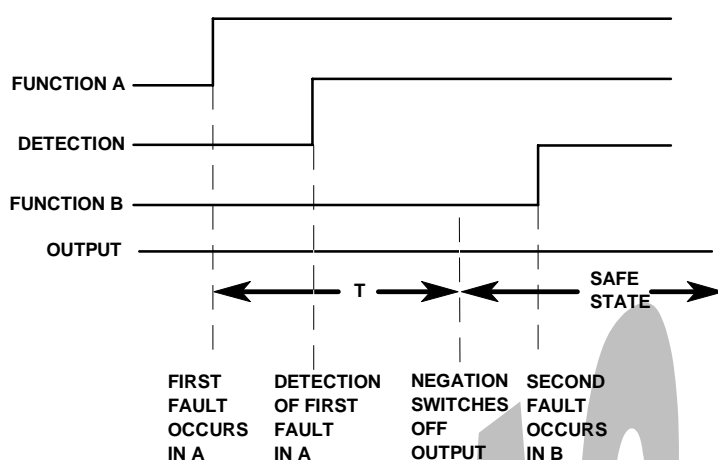 FUNCTION A
DETECTION
FUNCTION B
OUTPUT
T
SAFE
STATE
FIRST
FAULT
OCCURS
IN A
DETECTION
OF FIRST
FAULT
IN A
NEGATION
SWITCHES
OFF
OUTPUT
SECOND
FAULT
OCCURS
IN B